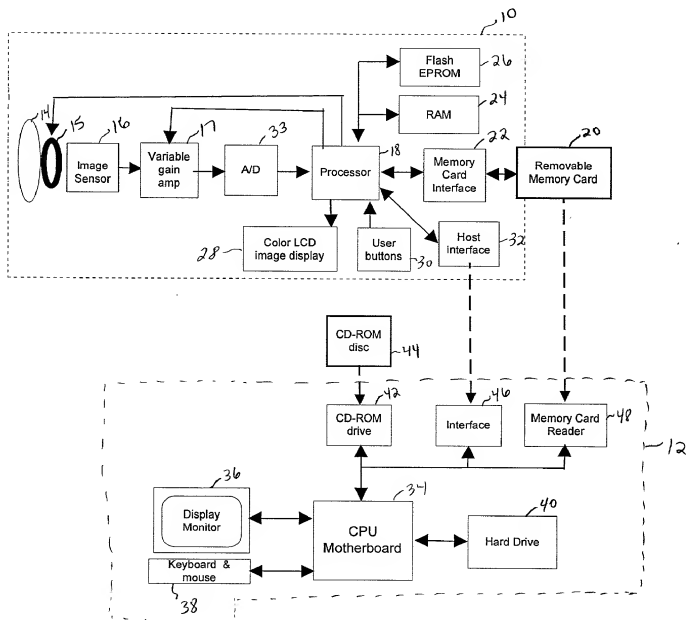 10
Flash
EPROM
26
14
15
16
17
33
RAM
24
18
22
20
Image
Sensor
Variable
gain
amp
A/D
Processor
Memory
Card
Interface
Removable
Memory Card
28
Color LCD
image display
User
buttons
30
Host
interface
32
CD-ROM
disc
44
42
46
CD-ROM
drive
Interface
Memory Card
Reader
48
12
36
34
40
Display
Monitor
CPU
Motherboard
Hard Drive
Keyboard &
mouse
38